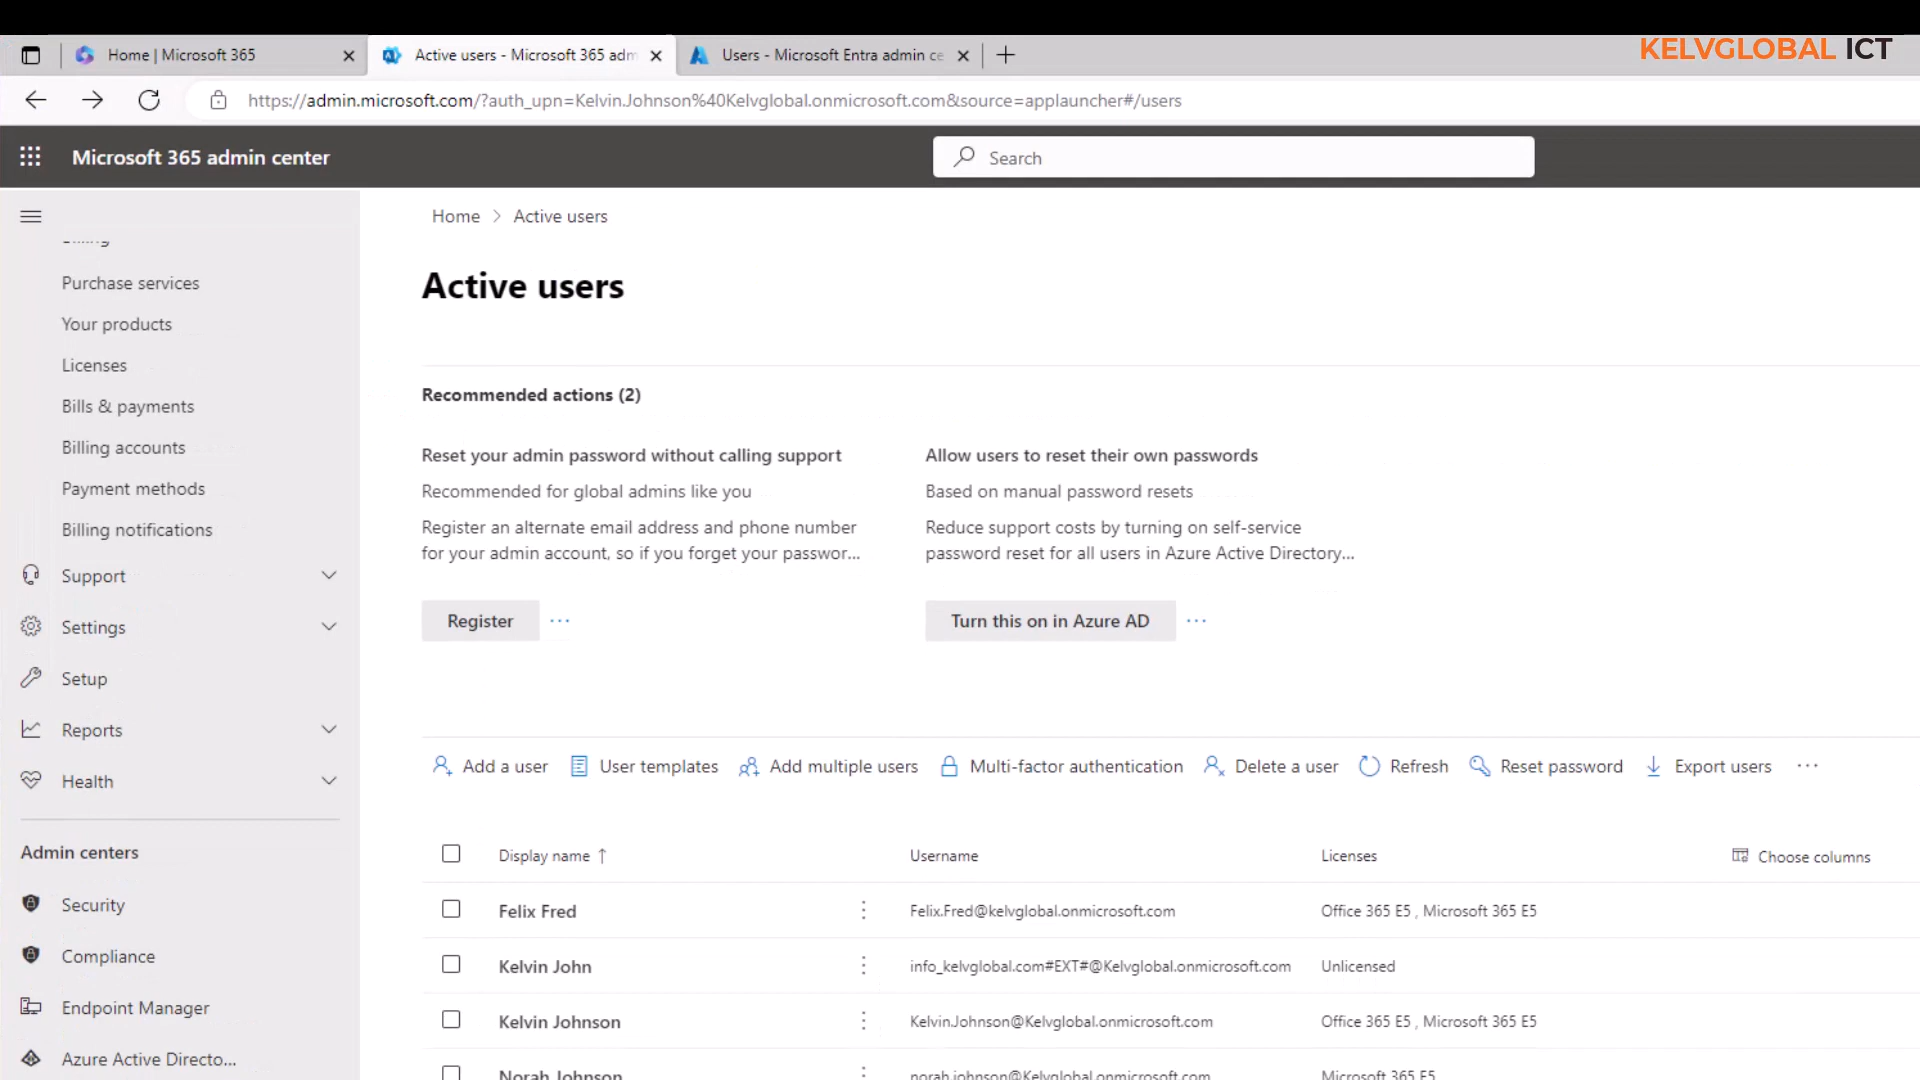 Home | Microsoft 365
Active users - Microsoft 365 adm
Users - Microsoft Entra admin ce
KELVGLOBAL ICT
https://admin.microsoft.com/?auth_upn=Kelvin.Johnson%40Kelvglobal.onmicrosoft.com&source=applauncher#/users
Microsoft 365 admin center
Search
Billing
Purchase services
Your products
Licenses
Bills & payments
Billing accounts
Payment methods
Billing notifications
Support
Settings
Setup
Reports
Health
Admin centers
Security
Compliance
Endpoint Manager
Azure Active Directo...
Home > Active users
Active users
Recommended actions (2)
Reset your admin password without calling support
Recommended for global admins like you
Register an alternate email address and phone number
for your admin account, so if you forget your passwor...
Register
Allow users to reset their own passwords
Based on manual password resets
Reduce support costs by turning on self-service
password reset for all users in Azure Active Directory...
Turn this on in Azure AD
Add a user
User templates
Add multiple users
Multi-factor authentication
Delete a user
Refresh
Reset password
Export users
Display name ↑
Username
Licenses
Choose columns
Felix Fred
Felix.Fred@kelvglobal.onmicrosoft.com
Office 365 E5 , Microsoft 365 E5
Kelvin John
info_kelvglobal.com#EXT#@Kelvglobal.onmicrosoft.com
Unlicensed
Kelvin Johnson
Kelvin.Johnson@Kelvglobal.onmicrosoft.com
Office 365 E5 , Microsoft 365 E5
Norah Johnson
norah.johnson@Kelvglobal.onmicrosoft.com
Microsoft 365 E5